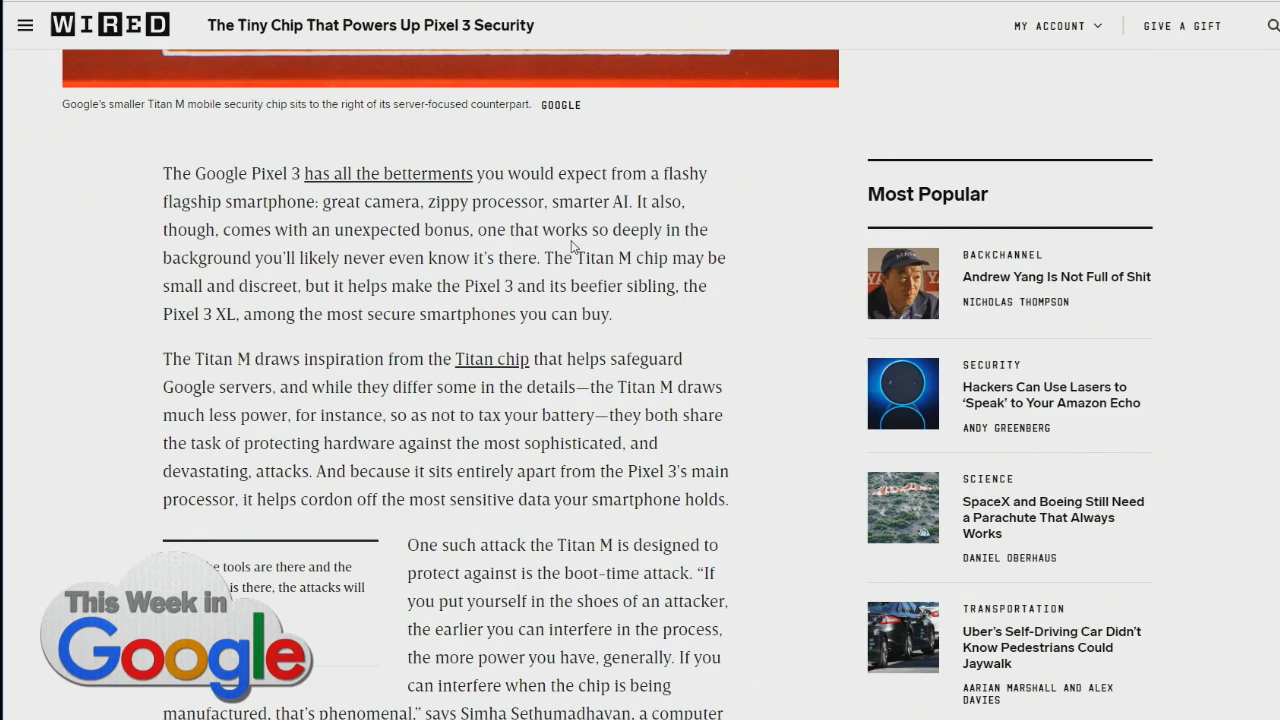 WIRED
The Tiny Chip That Powers Up Pixel 3 Security
MY ACCOUNT
GIVE A GIFT
Google's smaller Titan M mobile security chip sits to the right of its server-focused counterpart. GOOGLE
The Google Pixel 3 has all the betterments you would expect from a flashy
flagship smartphone: great camera, zippy processor, smarter AI. It also,
though, comes with an unexpected bonus, one that works so deeply in the
background you'll likely never even know it's there. The Titan M chip may be
small and discreet, but it helps make the Pixel 3 and its beefier sibling, the
Pixel 3 XL, among the most secure smartphones you can buy.
The Titan M draws inspiration from the Titan chip that helps safeguard
Google servers, and while they differ some in the details—the Titan M draws
much less power, for instance, so as not to tax your battery—they both share
the task of protecting hardware against the most sophisticated, and
devastating, attacks. And because it sits entirely apart from the Pixel 3's main
processor, it helps cordon off the most sensitive data your smartphone holds.
tools are there and the
is there, the attacks will
One such attack the Titan M is designed to
protect against is the boot-time attack. “If
you put yourself in the shoes of an attacker,
the earlier you can interfere in the process,
the more power you have, generally. If you
can interfere when the chip is being
manufactured, that's phenomenal,” says Simha Sethumadhavan, a computer
Most Popular
BACKCHANNEL
Andrew Yang Is Not Full of Shit
NICHOLAS THOMPSON
SECURITY
Hackers Can Use Lasers to
‘Speak’ to Your Amazon Echo
ANDY GREENBERG
SCIENCE
SpaceX and Boeing Still Need
a Parachute That Always
Works
DANIEL OBERHAUS
TRANSPORTATION
Uber's Self-Driving Car Didn't
Know Pedestrians Could
Jaywalk
AARIAN MARSHALL AND ALEX
DAVIES
This Week in
Google